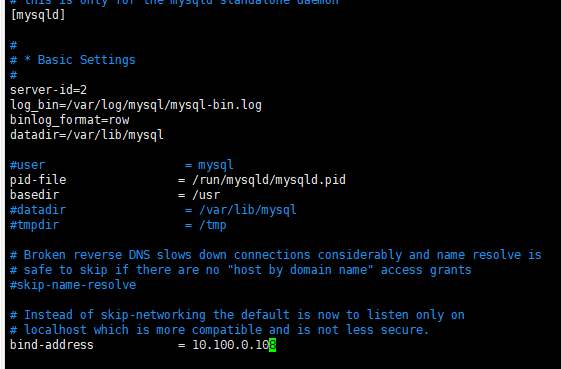 # this is only for the mysqld standalone daemon
[mysqld]
#
# * Basic Settings
#
server-id=2
log_bin=/var/log/mysql/mysql-bin.log
binlog_format=row
datadir=/var/lib/mysql
#user = mysql
pid-file = /run/mysqld/mysqld.pid
basedir = /usr
#datadir = /var/lib/mysql
#tmpdir = /tmp
# Broken reverse DNS slows down connections considerably and name resolve is
# safe to skip if there are no "host by domain name" access grants
#skip-name-resolve
# Instead of skip-networking the default is now to listen only on
# localhost which is more compatible and is not less secure.
bind-address = 10.100.0.108